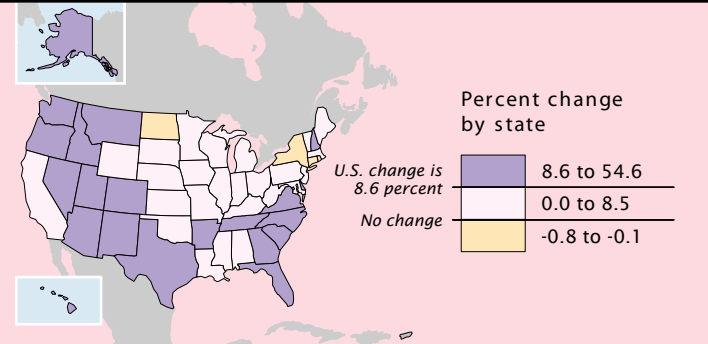 Percent change
by state
U.S. change is
8.6 percent
No change
8.6 to 54.6
0.0 to 8.5
-0.8 to -0.1